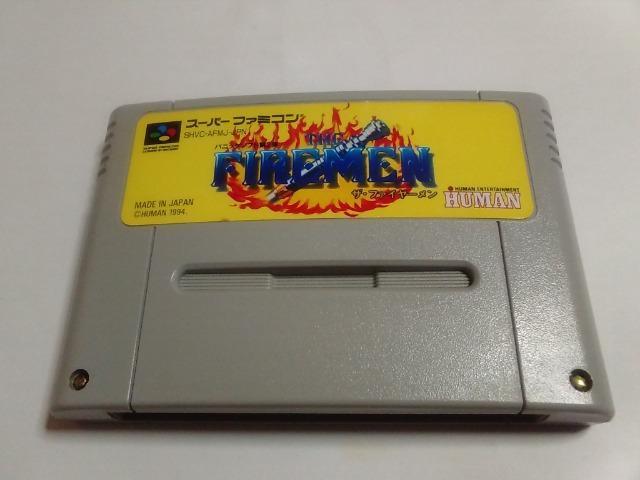 スーパーファミコン
SHVC-AFMJ-JPN
THE
FIREMEN
ザ・ファイヤーメン
MADE IN JAPAN
©HUMAN 1994.
HUMAN ENTERTAINMENT
HUMAN